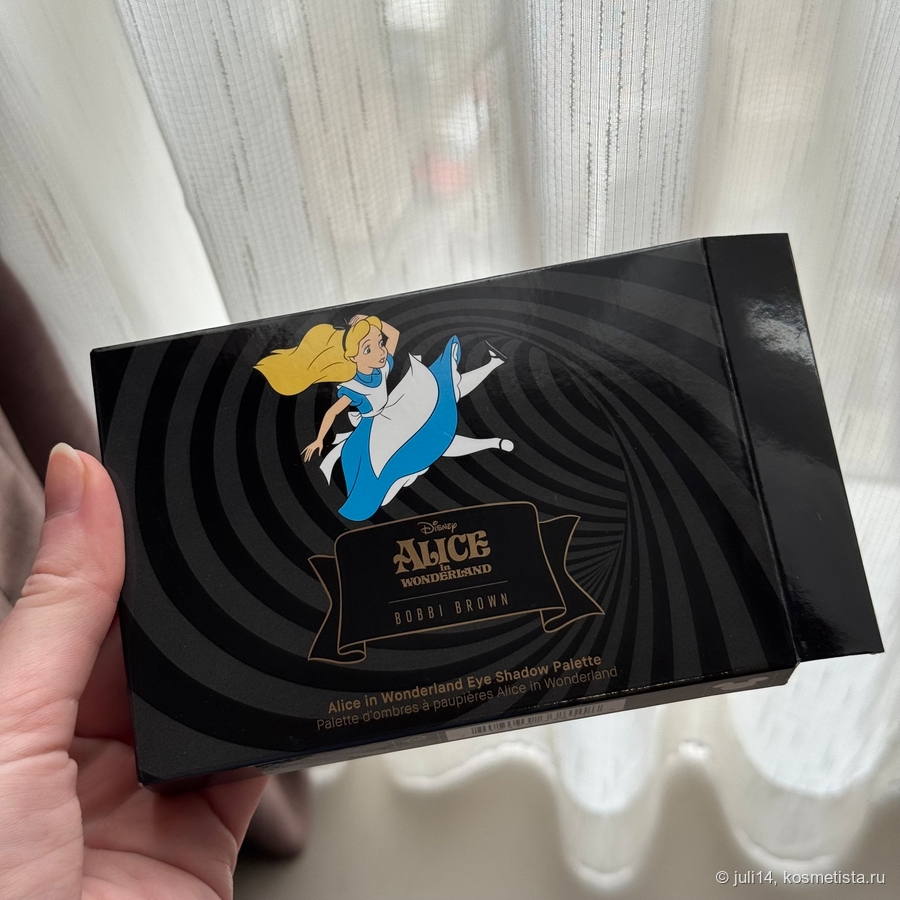 Disney
ALICE
in
WONDERLAND
BOBBI BROWN
Alice in Wonderland Eye Shadow Palette
Palette d'ombres à paupières Alice in Wonderland
© juli14, kosmetista.ru